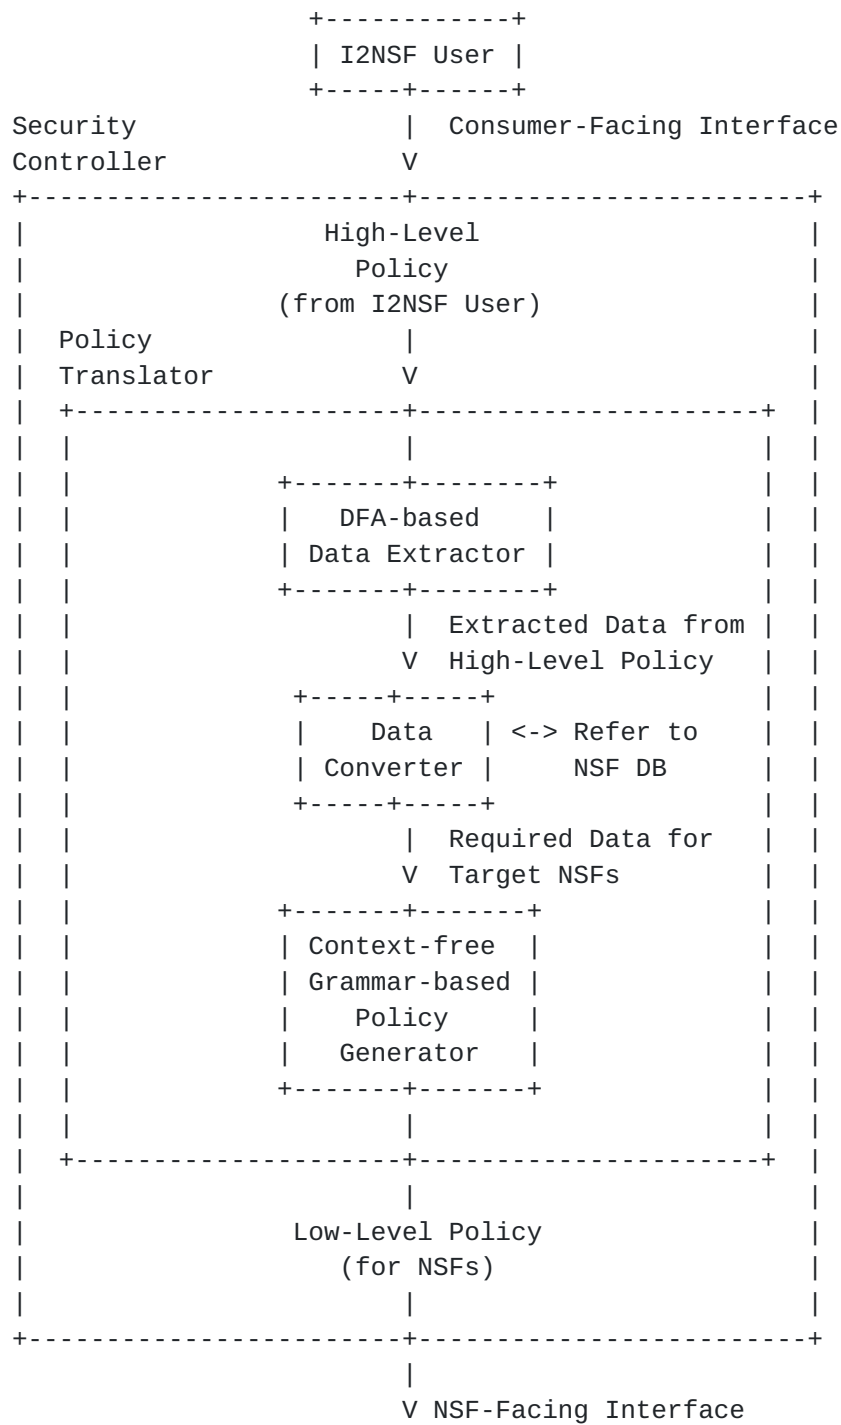 +------------+
| I2NSF User |
+-----+------+
Security | Consumer-Facing Interface
Controller V
+------------------------+-------------------------+
| High-Level |
| Policy |
| (from I2NSF User) |
| Policy | |
| Translator V |
| +---------------------+----------------------+ |
| | | | |
| | +-------+--------+ | |
| | | DFA-based | | |
| | | Data Extractor | | |
| | +-------+--------+ | |
| | | Extracted Data from | |
| | V High-Level Policy | |
| | +-----+-----+ | |
| | | Data | <-> Refer to | |
| | | Converter | NSF DB | |
| | +-----+-----+ | |
| | | Required Data for | |
| | V Target NSFs | |
| | +-------+-------+ | |
| | | Context-free | | |
| | | Grammar-based | | |
| | | Policy | | |
| | | Generator | | |
| | +-------+-------+ | |
| | | | |
| +---------------------+----------------------+ |
| | |
| Low-Level Policy |
| (for NSFs) |
| | |
+------------------------+-------------------------+
|
V NSF-Facing Interface